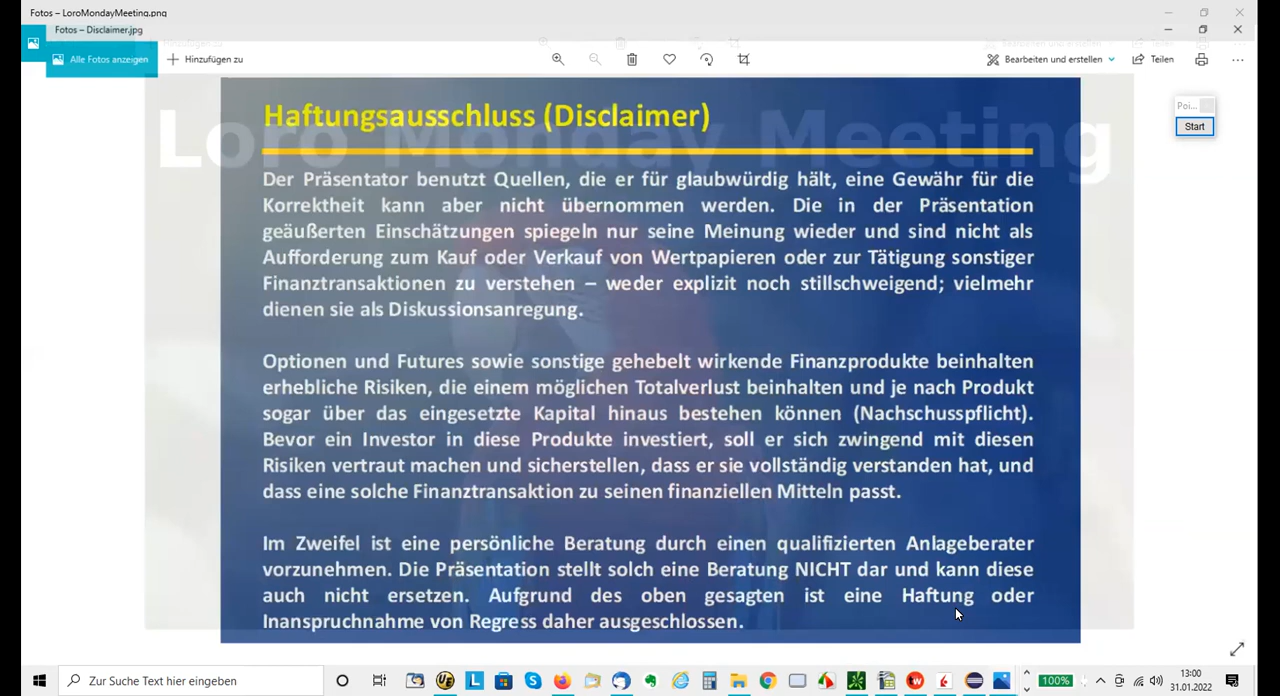 Fotos – LoroMondayMeeting.png
Fotos – Disclaimer.jpg
Alle Fotos anzeigen
Hinzufügen zu
Bearbeiten und erstellen
Teilen
Poi...
Start
Loro Monday Meeting
Haftungsausschluss (Disclaimer)
Der Präsentator benutzt Quellen, die er für glaubwürdig hält, eine Gewähr für die
Korrektheit kann aber nicht übernommen werden. Die in der Präsentation
geäußerten Einschätzungen spiegeln nur seine Meinung wieder und sind nicht als
Aufforderung zum Kauf oder Verkauf von Wertpapieren oder zur Tätigung sonstiger
Finanztransaktionen zu verstehen – weder explizit noch stillschweigend; vielmehr
dienen sie als Diskussionsanregung.
Optionen und Futures sowie sonstige gehebelt wirkende Finanzprodukte beinhalten
erhebliche Risiken, die einem möglichen Totalverlust beinhalten und je nach Produkt
sogar über das eingesetzte Kapital hinaus bestehen können (Nachschusspflicht).
Bevor ein Investor in diese Produkte investiert, soll er sich zwingend mit diesen
Risiken vertraut machen und sicherstellen, dass er sie vollständig verstanden hat, und
dass eine solche Finanztransaktion zu seinen finanziellen Mitteln passt.
Im Zweifel ist eine persönliche Beratung durch einen qualifizierten Anlageberater
vorzunehmen. Die Präsentation stellt solch eine Beratung NICHT dar und kann diese
auch nicht ersetzen. Aufgrund des oben gesagten ist eine Haftung oder
Inanspruchnahme von Regress daher ausgeschlossen.
Zur Suche Text hier eingeben
100%
13:00
31.01.2022